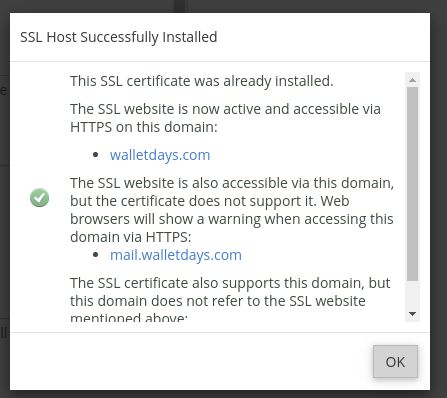 SSL Host Successfully Installed
This SSL certificate was already installed.
The SSL website is now active and accessible via
HTTPS on this domain:
• walletdays.com
The SSL website is also accessible via this domain,
but the certificate does not support it. Web
browsers will show a warning when accessing this
domain via HTTPS:
• mail.walletdays.com
The SSL certificate also supports this domain, but
this domain does not refer to the SSL website
mentioned above:
OK